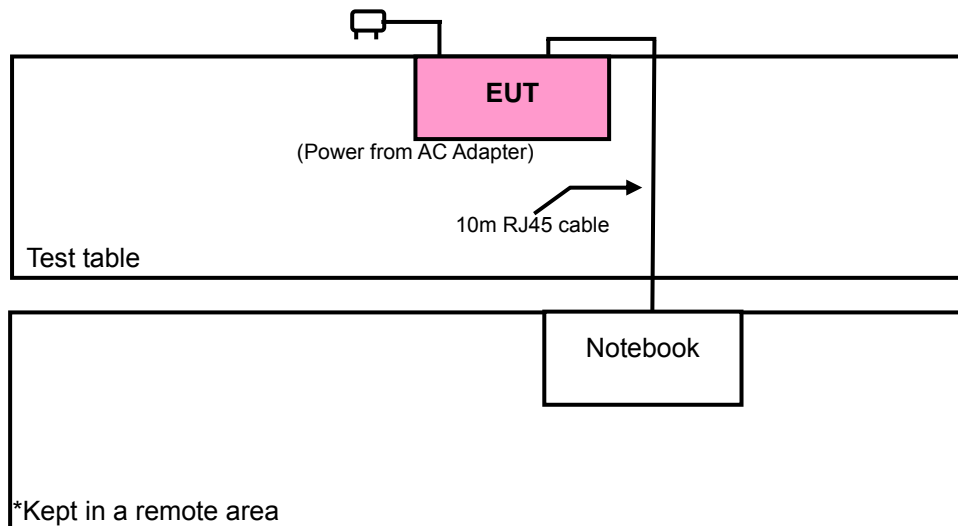 EUT
(Power from AC Adapter)
10m RJ45 cable
Test table
Notebook
*Kept in a remote area